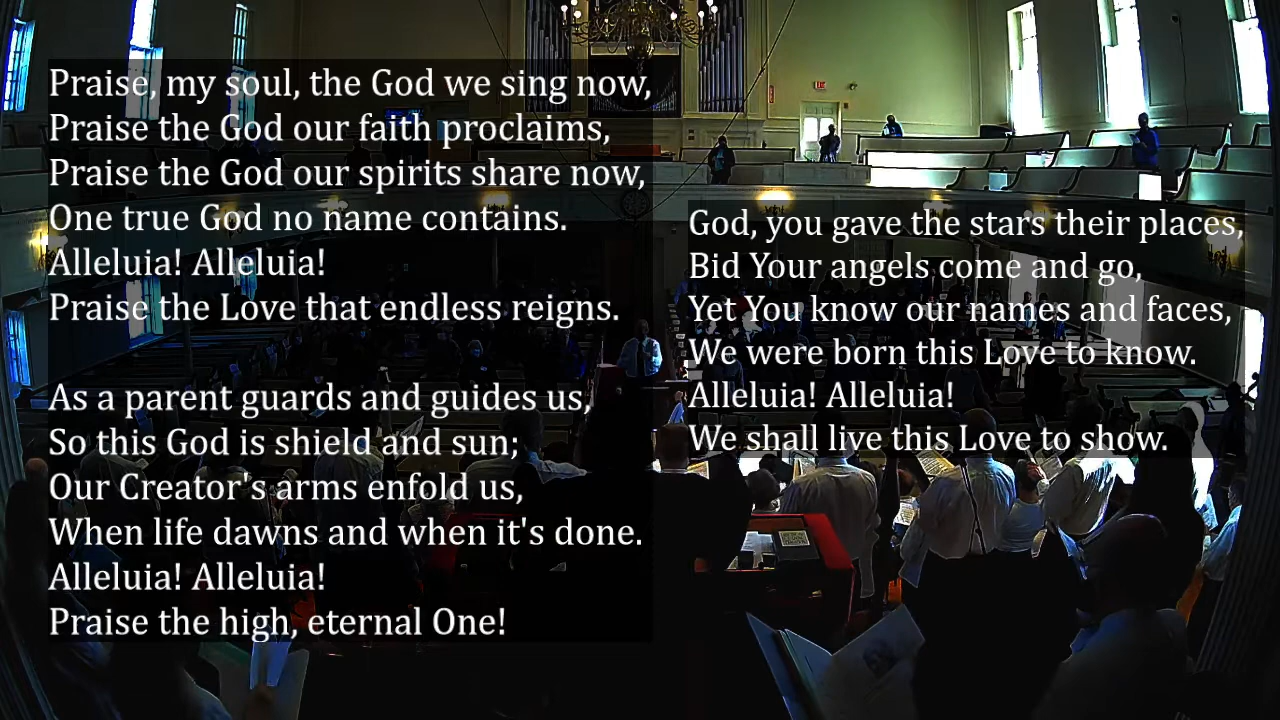 Praise, my soul, the God we sing now,
Praise the God our faith proclaims,
Praise the God our spirits share now,
One true God no name contains.
Alleluia! Alleluia!
Praise the Love that endless reigns.
As a parent guards and guides us,
So this God is shield and sun;
Our Creator's arms enfold us,
When life dawns and when it's done.
Alleluia! Alleluia!
Praise the high, eternal One!
God, you gave the stars their places,
Bid Your angels come and go,
Yet You know our names and faces,
We were born this Love to know.
Alleluia! Alleluia!
We shall live this Love to show.